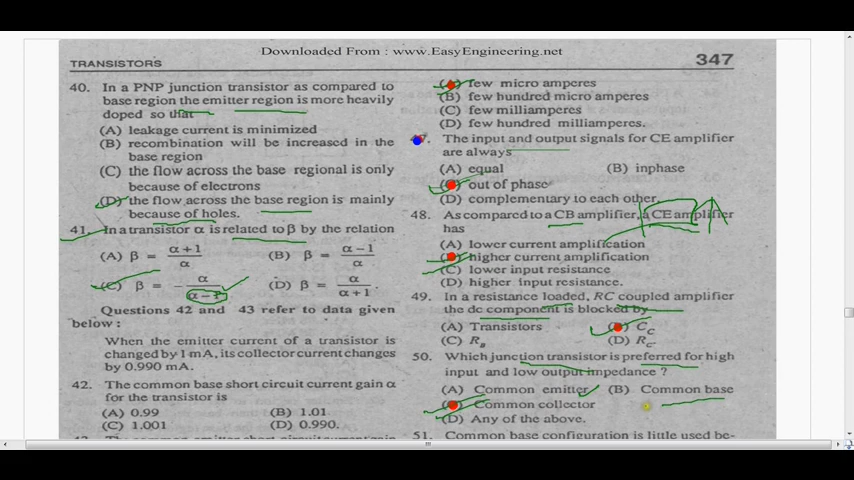 Downloaded From : www.EasyEngineering.net
TRANSISTORS
347
40. In a PNP junction transistor as compared to
base region the emitter region is more heavily
doped so that
(A) leakage current is minimized
(B) recombination will be increased in the
base region
(C) the flow across the base regional is only
because of electrons
(D) the flow across the base region is mainly
because of holes.
41. In a transistor α is related to β by the relation
(A) β = α + 1 / α (B) β = α − 1 / α
(C) β = − α / α − 1 (D) β = α / α + 1
Questions 42 and 43 refer to data given
below :
When the emitter current of a transistor is
changed by 1 mA, its collector current changes
by 0.990 mA.
42. The common base short circuit current gain α
for the transistor is
(A) 0.99 (B) 1.01
(C) 1.001 (D) 0.990.
few micro amperes
(B) few hundred micro amperes
(C) few milliamperes
(D) few hundred milliamperes.
The input and output signals for CE amplifier
are always
(A) equal (B) inphase
out of phase
(D) complementary to each other.
48. As compared to a CB amplifier, a CE amplifier
has
(A) lower current amplification
higher current amplification
(C) lower input resistance
(D) higher input resistance.
49. In a resistance loaded, RC coupled amplifier
the dc component is blocked by
(A) Transistors C_C
(C) R_B (D) R_C.
50. Which junction transistor is preferred for high
input and low output impedance ?
(A) Common emitter (B) Common base
Common collector
(D) Any of the above.
51. Common base configuration is little used be-